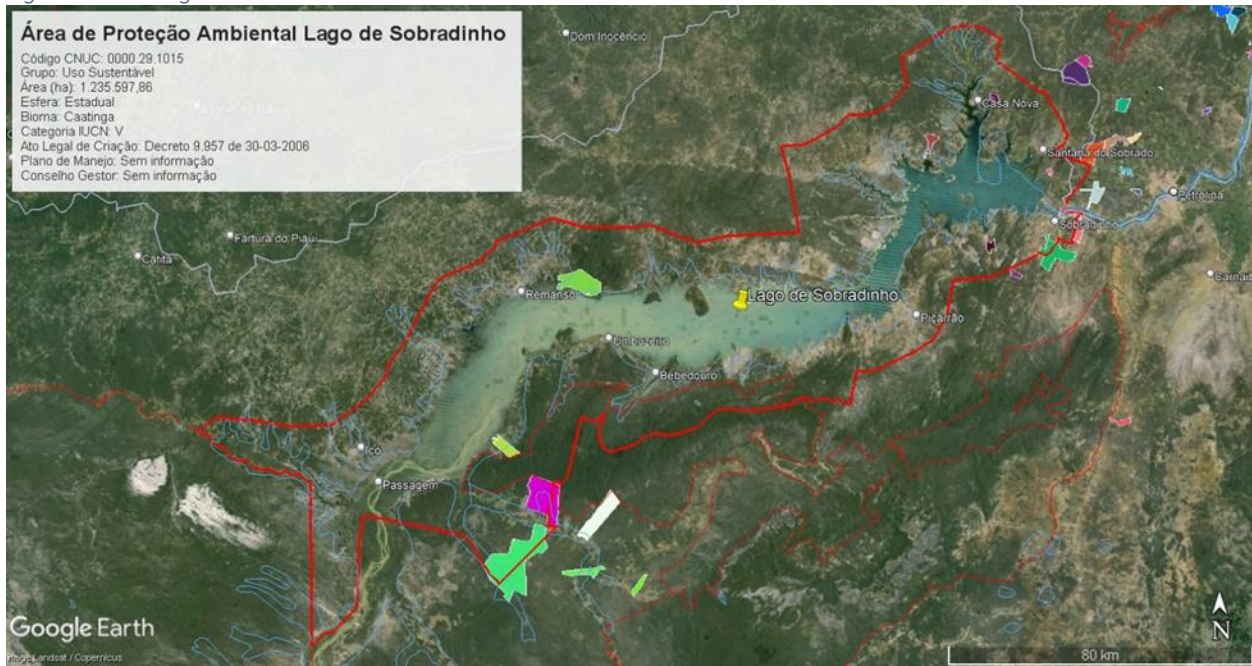 Área de Proteção Ambiental Lago de Sobradinho
Código CNUC: 0000.29.1015
Grupo: Uso Sustentável
Área (ha): 1.235.597,86
Esfera: Estadual
Bioma: Caatinga
Categoria IUCN: V
Ato Legal de Criação: Decreto 9.957 de 30-03-2006
Plano de Manejo: Sem informação
Conselho Gestor: Sem informação
Dom Inocêncio
Casa Nova
Santana do Sobrado
Petrolina
Sobradinho
Fartura do Piauí
Remanso
Lago de Sobradinho
Piçarrão
Umbuzeiro
Bebedouro
Icó
Passagem
Google Earth
Image Landsat / Copernicus
N
80 km